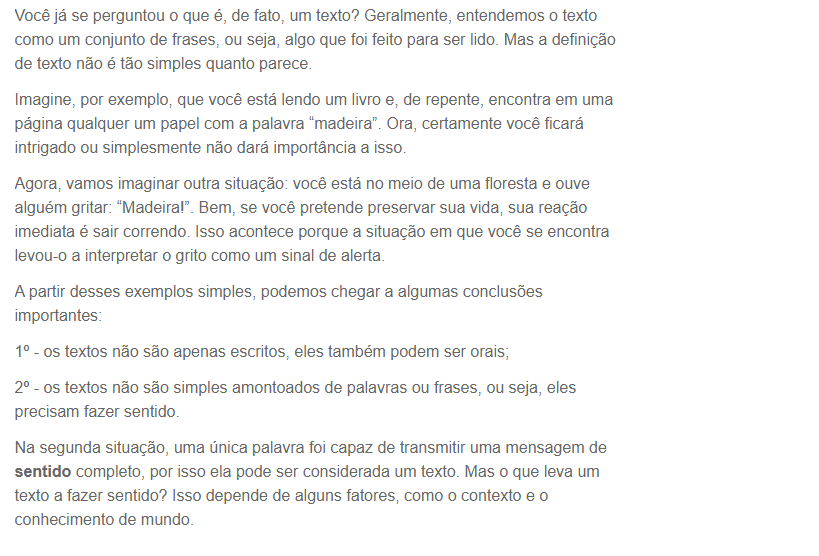 Você já se perguntou o que é, de fato, um texto? Geralmente, entendemos o texto
como um conjunto de frases, ou seja, algo que foi feito para ser lido. Mas a definição
de texto não é tão simples quanto parece.
Imagine, por exemplo, que você está lendo um livro e, de repente, encontra em uma
página qualquer um papel com a palavra “madeira”. Ora, certamente você ficará
intrigado ou simplesmente não dará importância a isso.
Agora, vamos imaginar outra situação: você está no meio de uma floresta e ouve
alguém gritar: “Madeira!”. Bem, se você pretende preservar sua vida, sua reação
imediata é sair correndo. Isso acontece porque a situação em que você se encontra
levou-o a interpretar o grito como um sinal de alerta.
A partir desses exemplos simples, podemos chegar a algumas conclusões
importantes:
1º - os textos não são apenas escritos, eles também podem ser orais;
2º - os textos não são simples amontoados de palavras ou frases, ou seja, eles
precisam fazer sentido.
Na segunda situação, uma única palavra foi capaz de transmitir uma mensagem de
sentido completo, por isso ela pode ser considerada um texto. Mas o que leva um
texto a fazer sentido? Isso depende de alguns fatores, como o contexto e o
conhecimento de mundo.